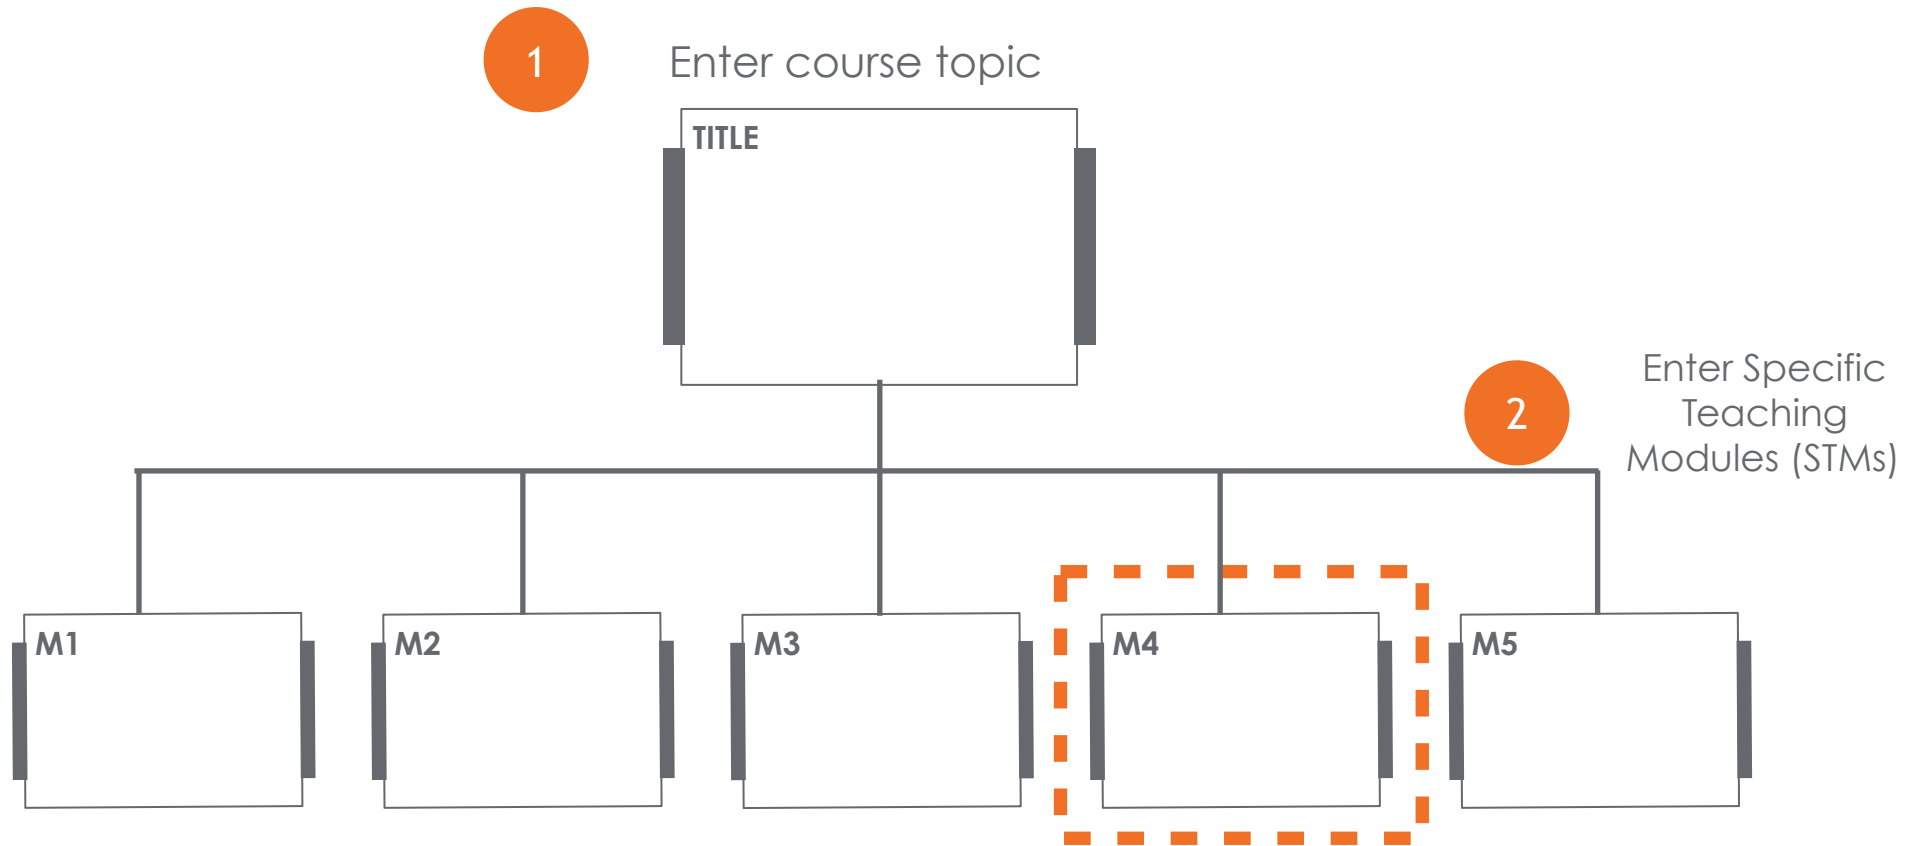 1
Enter course topic
TITLE
2
Enter Specific
Teaching
Modules (STMs)
M1
M2
M3
M4
M5